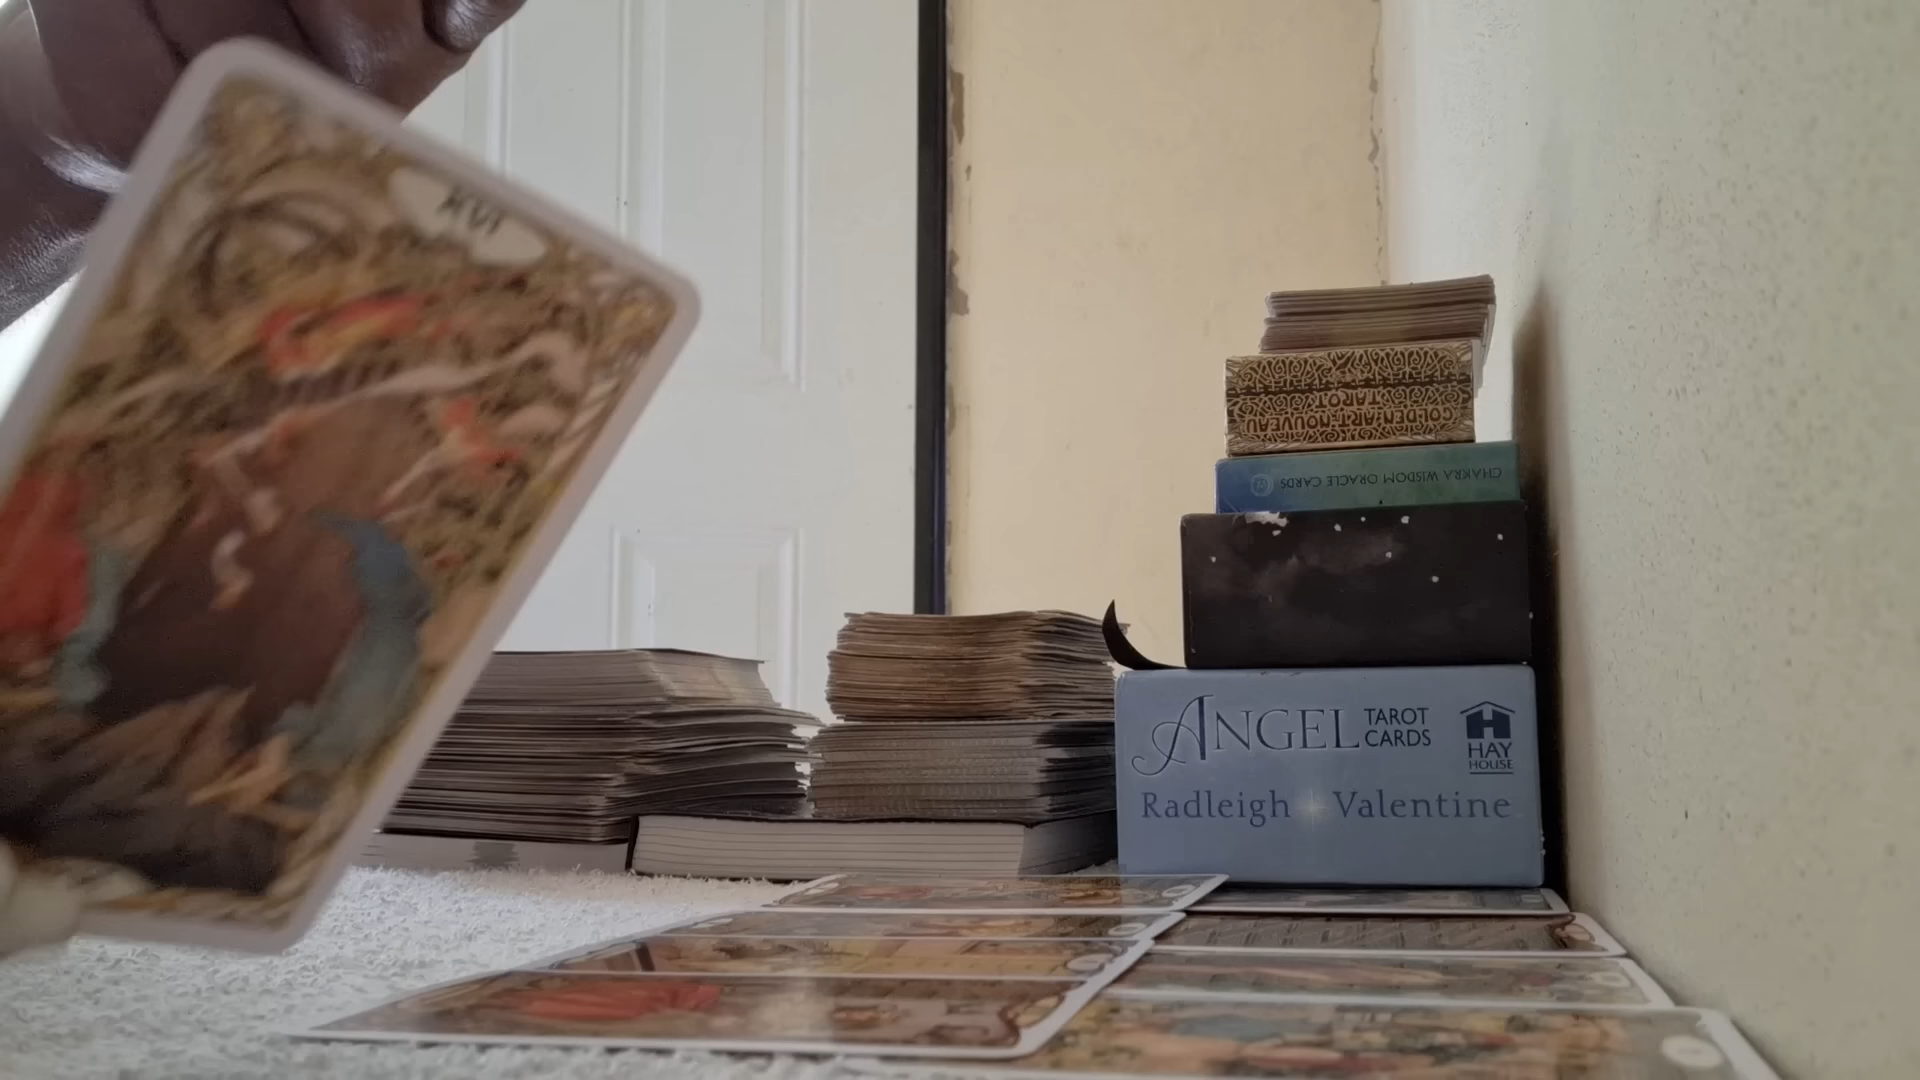 GOLDEN ART NOUVEAU
TAROT
CHAKRA WISDOM ORACLE CARDS
ANGEL TAROT
CARDS
HAY
HOUSE
Radleigh Valentine